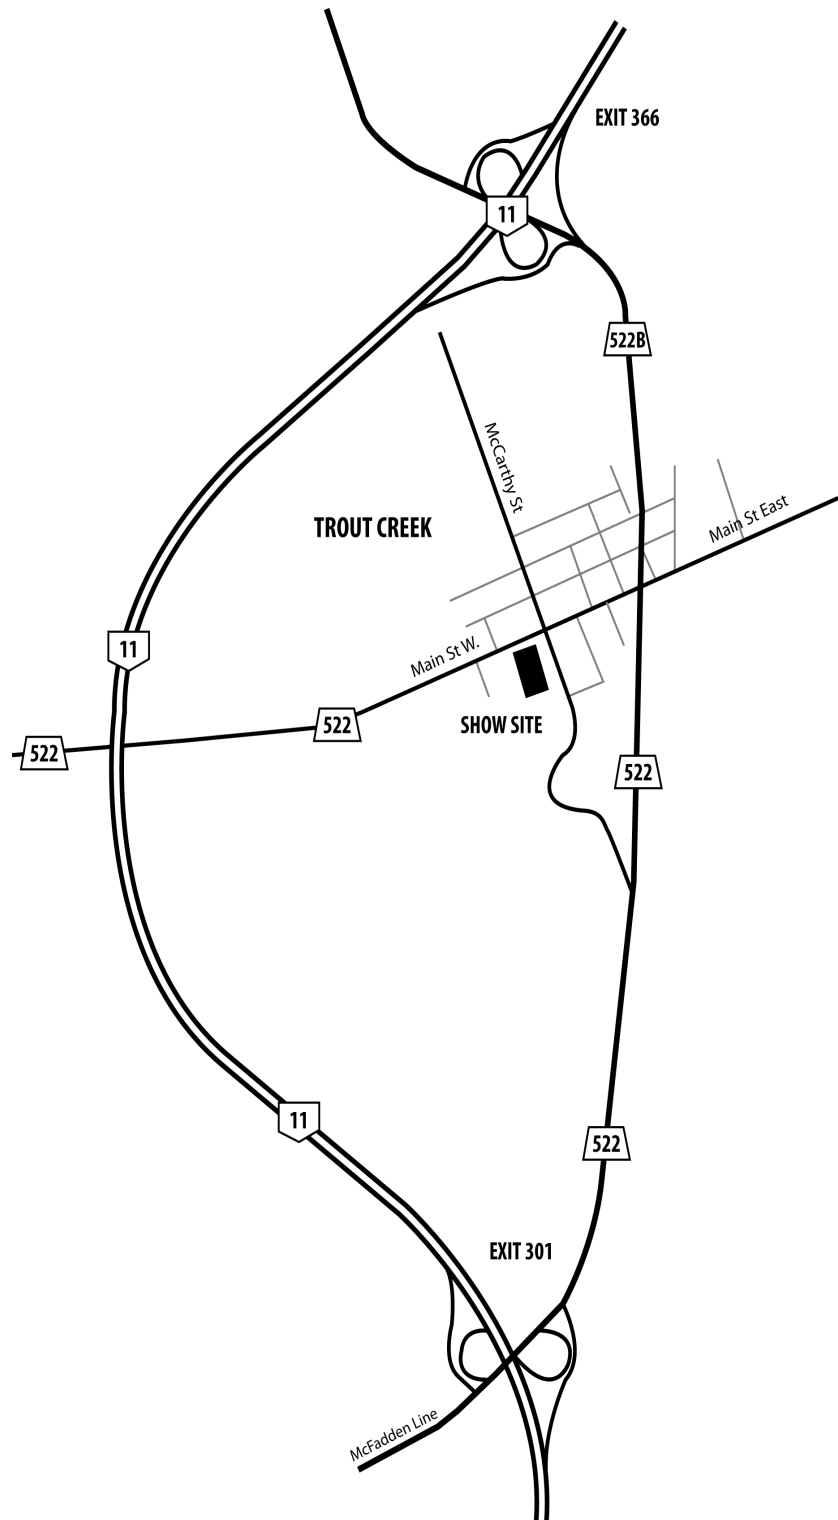 EXIT 366
11
522B
McCarthy St
Main St East
TROUT CREEK
11
Main St W.
SHOW SITE
522
522
522
11
522
EXIT 301
McFadden Line